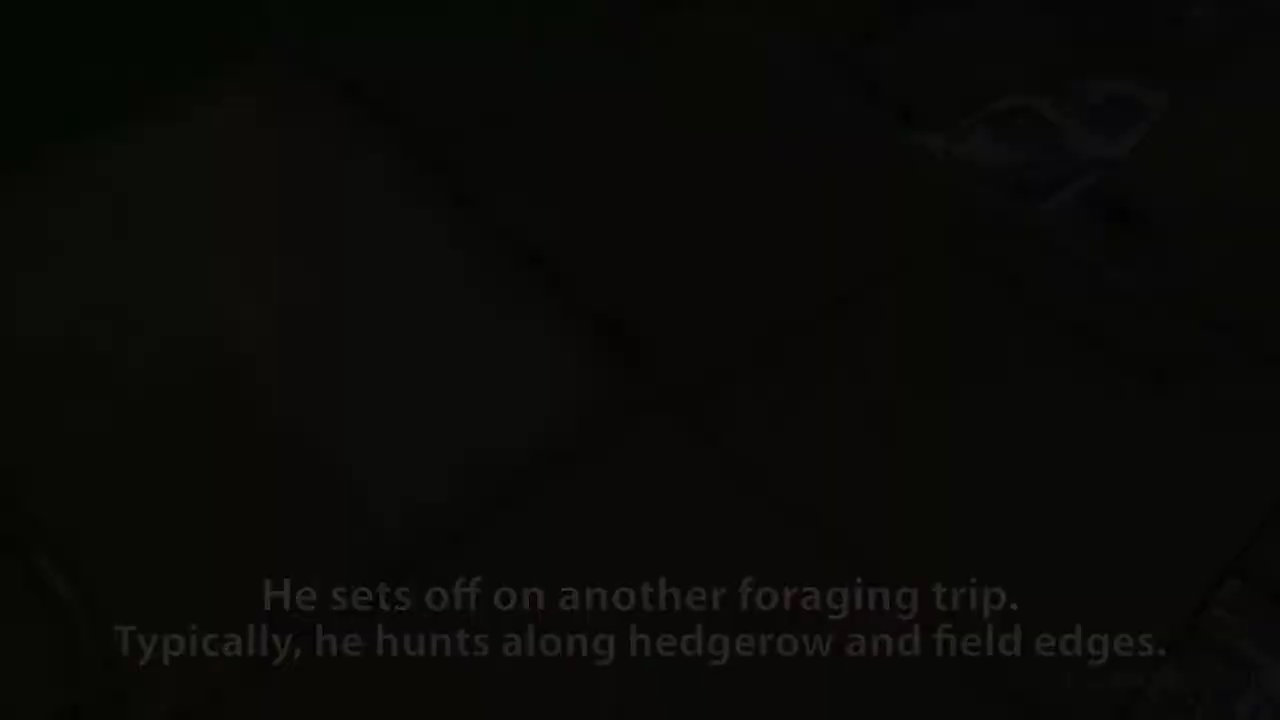 He sets off on another foraging trip.
Typically, he hunts along hedgerow and field edges.